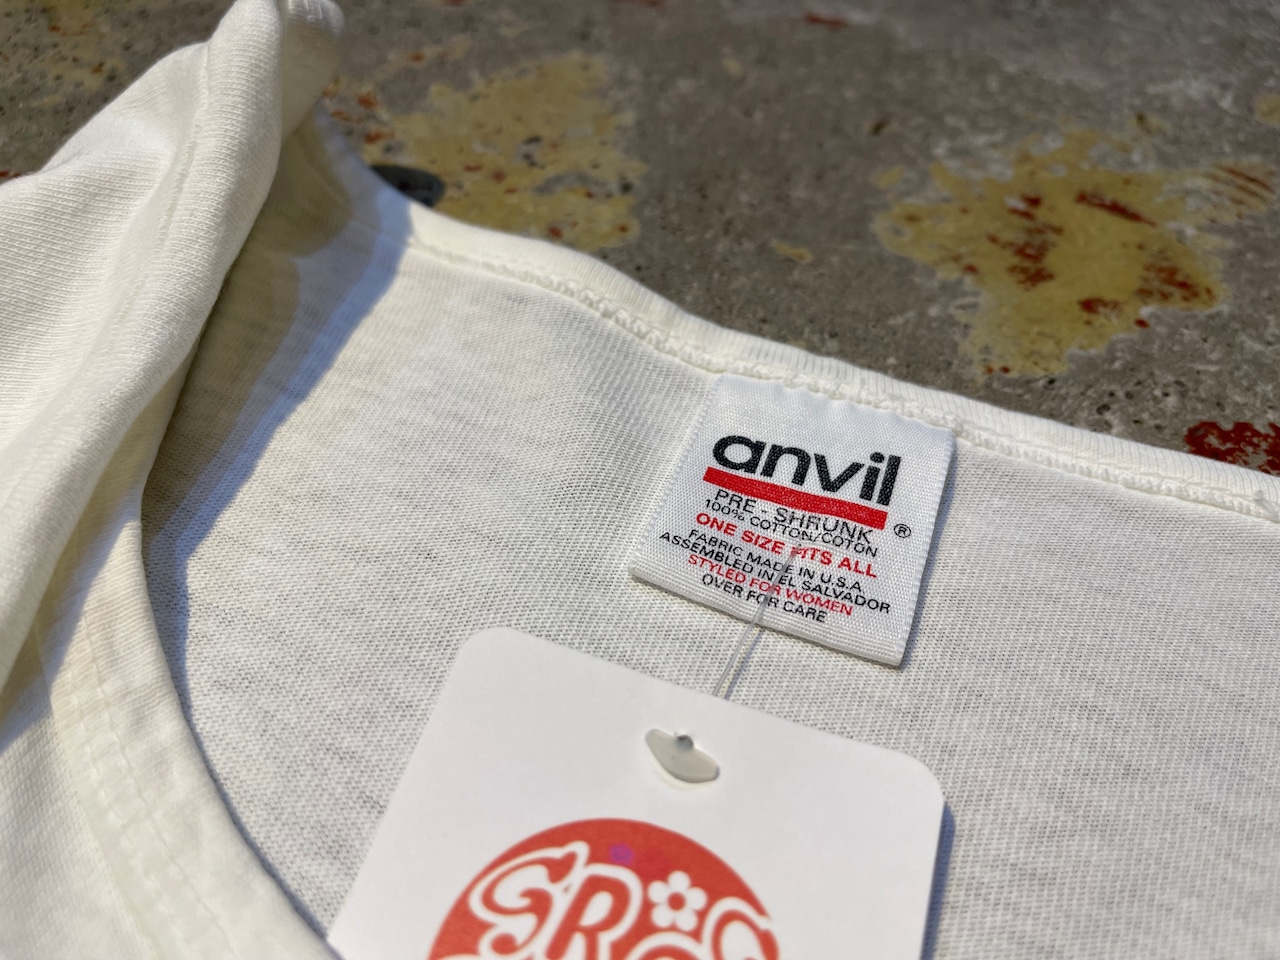 anvil
®
PRE-SHRUNK
100% COTTON/COTON
ONE SIZE FITS ALL
FABRIC MADE IN U.S.A
ASSEMBLED IN EL SALVADOR
STYLED FOR WOMEN
OVER FOR CARE